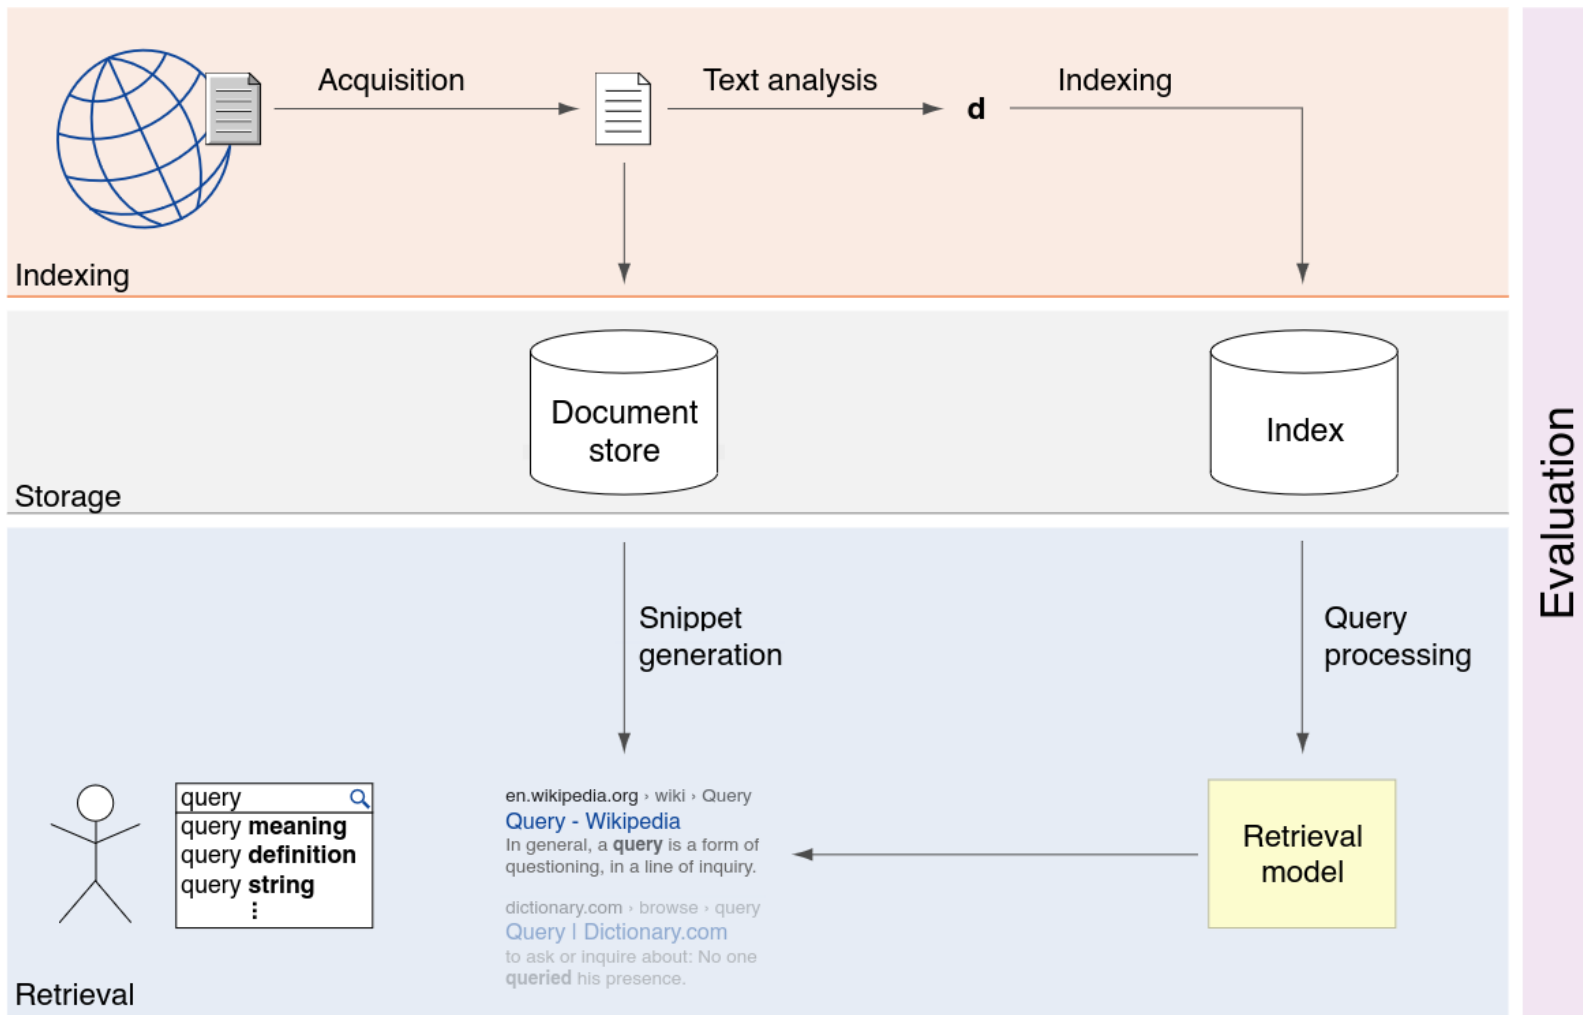 Acquisition
Text analysis
d
Indexing
Indexing
Document
store
Index
Storage
Evaluation
Snippet
generation
Query
processing
query
query meaning
query definition
query string
⋮
en.wikipedia.org › wiki › Query
Query - Wikipedia
In general, a query is a form of
questioning, in a line of inquiry.
dictionary.com › browse › query
Query | Dictionary.com
to ask or inquire about: No one
queried his presence.
Retrieval
model
Retrieval